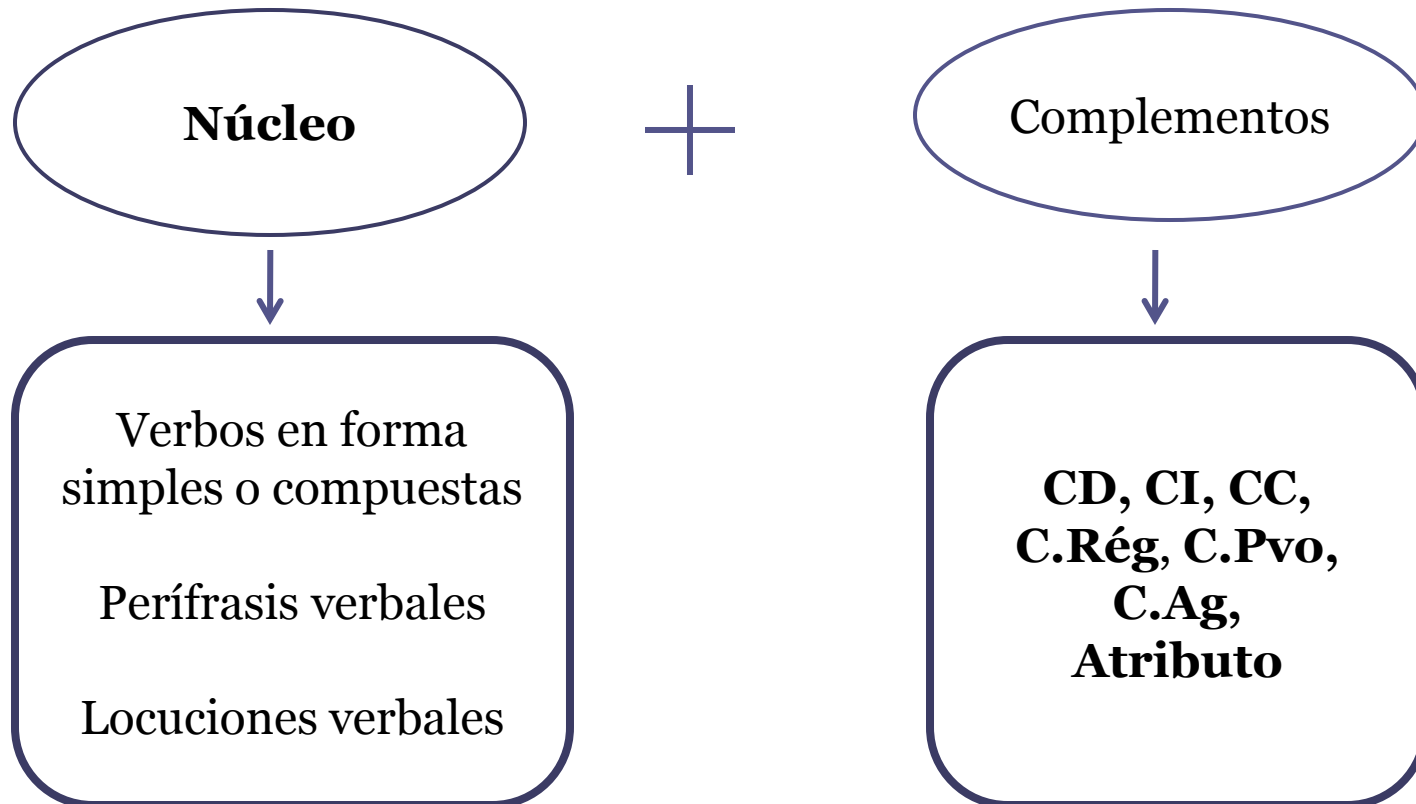 Núcleo
Complementos
Verbos en forma
simples o compuestas
Perífrasis verbales
Locuciones verbales
CD, CI, CC,
C.Rég, C.Pvo,
C.Ag,
Atributo